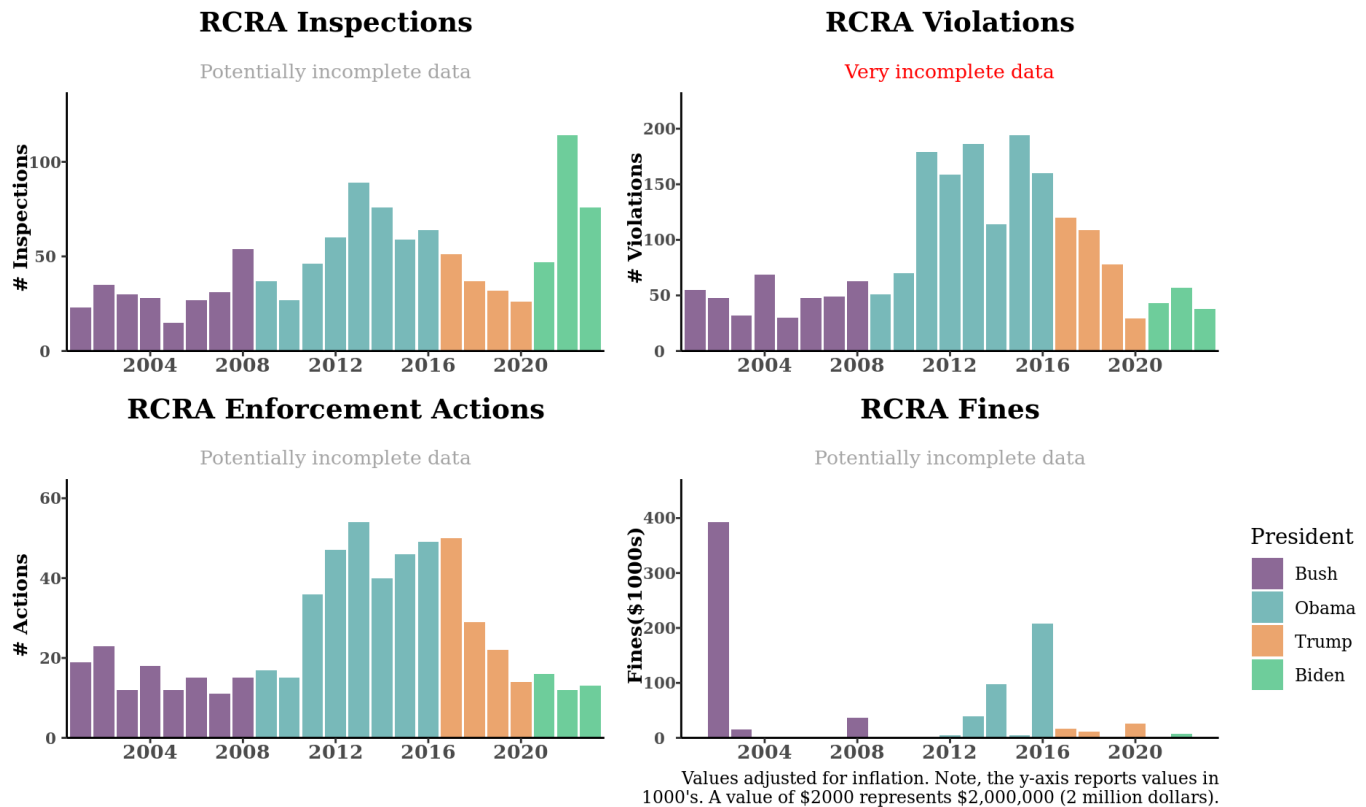 RCRA Inspections
Potentially incomplete data
# Inspections
100
50
0
2004 2008 2012 2016 2020
RCRA Violations
Very incomplete data
# Violations
200
150
100
50
0
2004 2008 2012 2016 2020
RCRA Enforcement Actions
Potentially incomplete data
# Actions
60
40
20
0
2004 2008 2012 2016 2020
RCRA Fines
Potentially incomplete data
Fines($1000s)
400
300
200
100
0
2004 2008 2012 2016 2020
President
Bush
Obama
Trump
Biden
Values adjusted for inflation. Note, the y-axis reports values in
1000's. A value of $2000 represents $2,000,000 (2 million dollars).